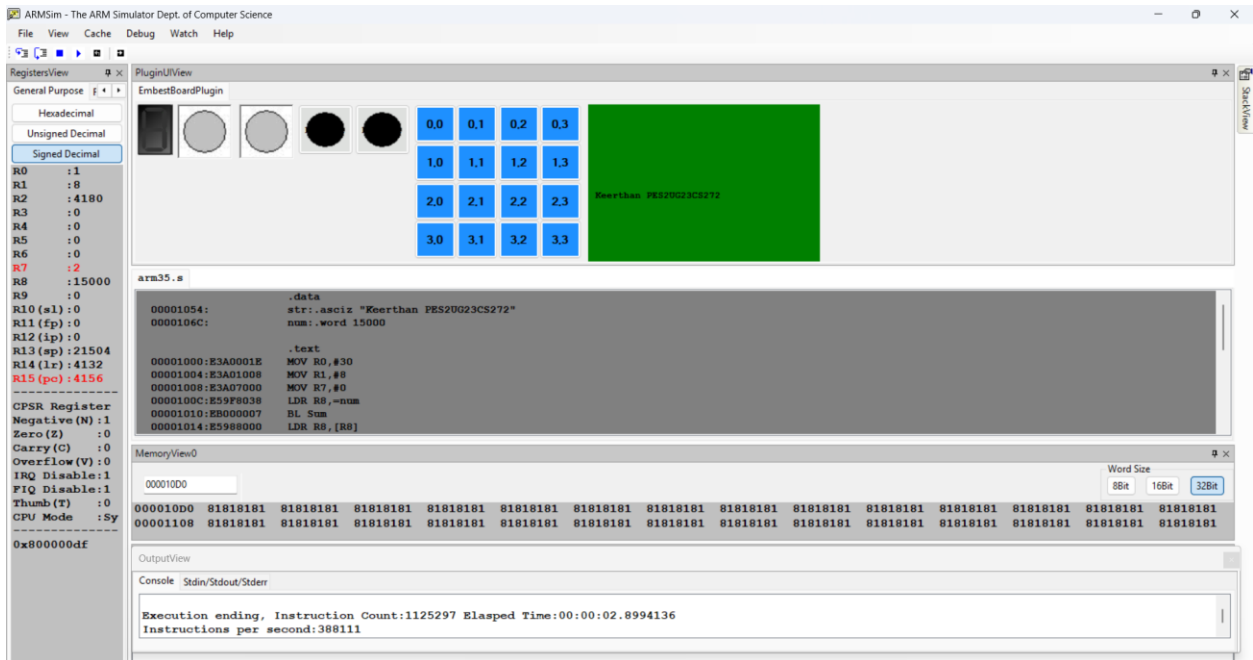 ARMSim - The ARM Simulator Dept. of Computer Science
File View Cache Debug Watch Help
RegistersView
General Purpose
Hexadecimal
Unsigned Decimal
Signed Decimal
R0 :1
R1 :8
R2 :4180
R3 :0
R4 :0
R5 :0
R6 :0
R7 :2
R8 :15000
R9 :0
R10(sl):0
R11(fp):0
R12(ip):0
R13(sp):21504
R14(lr):4132
R15(pc):4156
CPSR Register
Negative(N):1
Zero(Z) :0
Carry(C) :0
Overflow(V):0
IRQ Disable:1
FIQ Disable:1
Thumb(T) :0
CPU Mode :Sy
0x800000df
PluginUIView
EmbestBoardPlugin
0,0 0,1 0,2 0,3
1,0 1,1 1,2 1,3
2,0 2,1 2,2 2,3
3,0 3,1 3,2 3,3
Keerthan PES2UG23CS272
StackView
arm35.s
.data
00001054: str:.asciz "Keerthan PES2UG23CS272"
0000106C: num:.word 15000
.text
00001000:E3A0001E MOV R0,#30
00001004:E3A01008 MOV R1,#8
00001008:E3A07000 MOV R7,#0
0000100C:E59F8038 LDR R8,=num
00001010:EB000007 BL Sum
00001014:E5988000 LDR R8,[R8]
MemoryView0
000010D0
Word Size
8Bit 16Bit 32Bit
000010D0 81818181 81818181 81818181 81818181 81818181 81818181 81818181 81818181 81818181 81818181 81818181 81818181 81818181 81818181
00001108 81818181 81818181 81818181 81818181 81818181 81818181 81818181 81818181 81818181 81818181 81818181 81818181 81818181 81818181
OutputView
Console Stdin/Stdout/Stderr
Execution ending, Instruction Count:1125297 Elasped Time:00:00:02.8994136
Instructions per second:388111